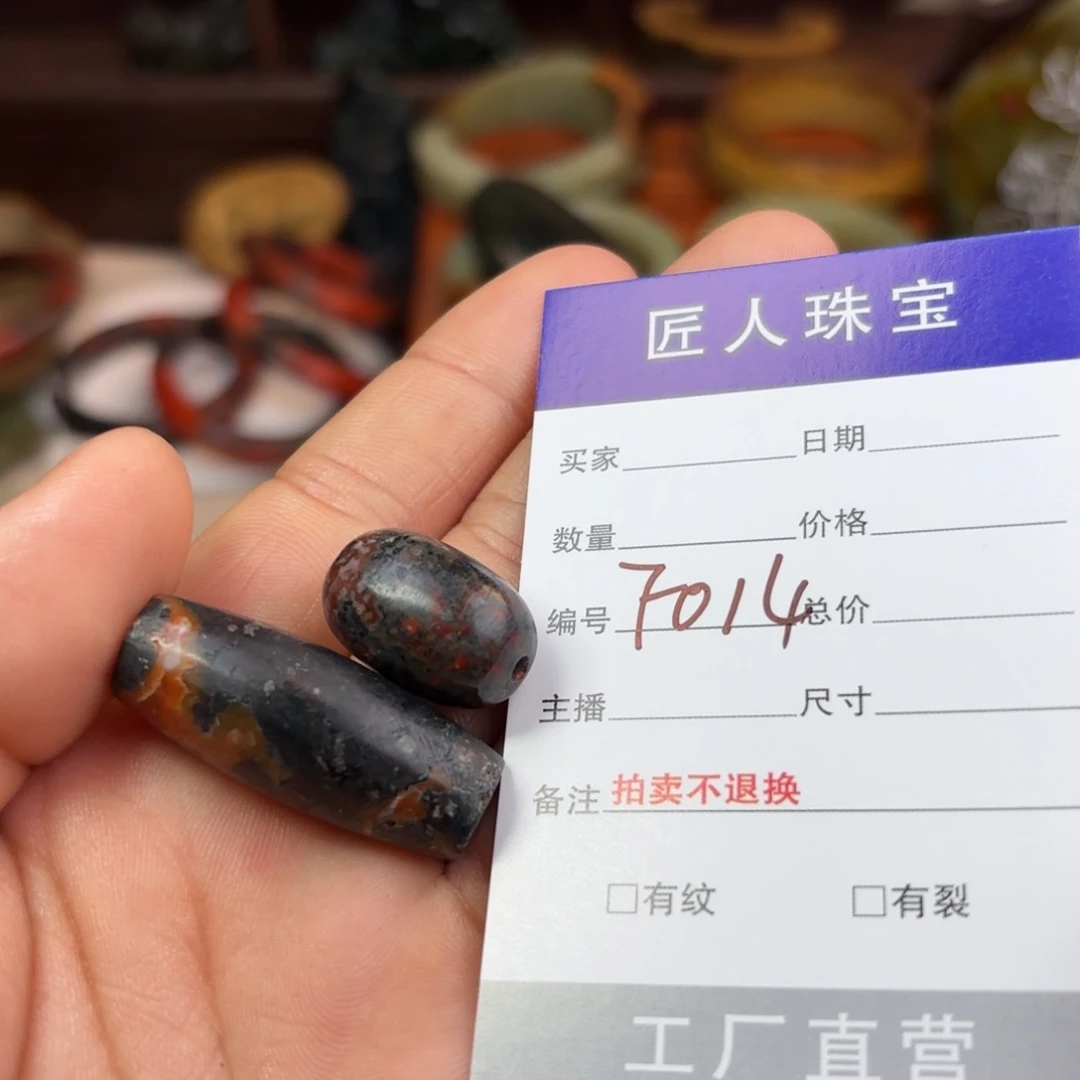 匠人珠宝
买家 日期
数量 价格
编号 7014 总价
主播 尺寸
备注 拍卖不退换
□有纹 □有裂
工厂直营